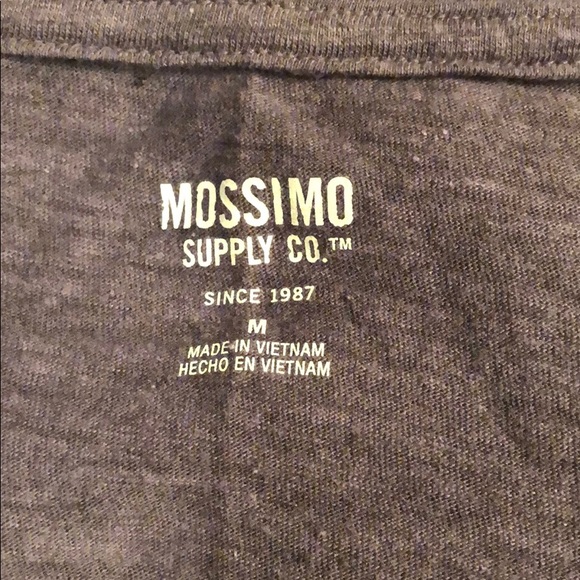 MOSSIMO
SUPPLY CO.™
SINCE 1987
M
MADE IN VIETNAM
HECHO EN VIETNAM